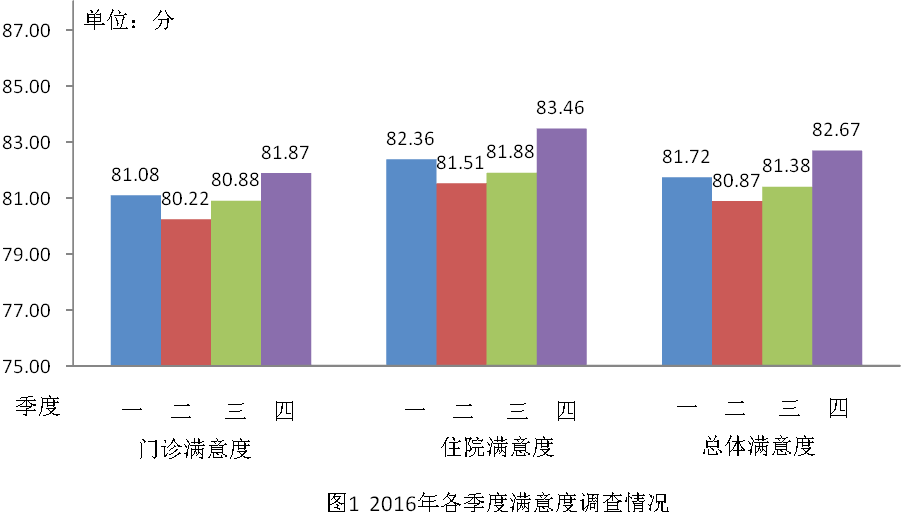 单位：分
87.00
85.00
83.00
81.00
79.00
77.00
75.00
81.08 80.22 80.88 81.87
82.36 81.51 81.88 83.46
81.72 80.87 81.38 82.67
季度 一 二 三 四 一 二 三 四 一 二 三 四
门诊满意度 住院满意度 总体满意度
图1 2016年各季度满意度调查情况